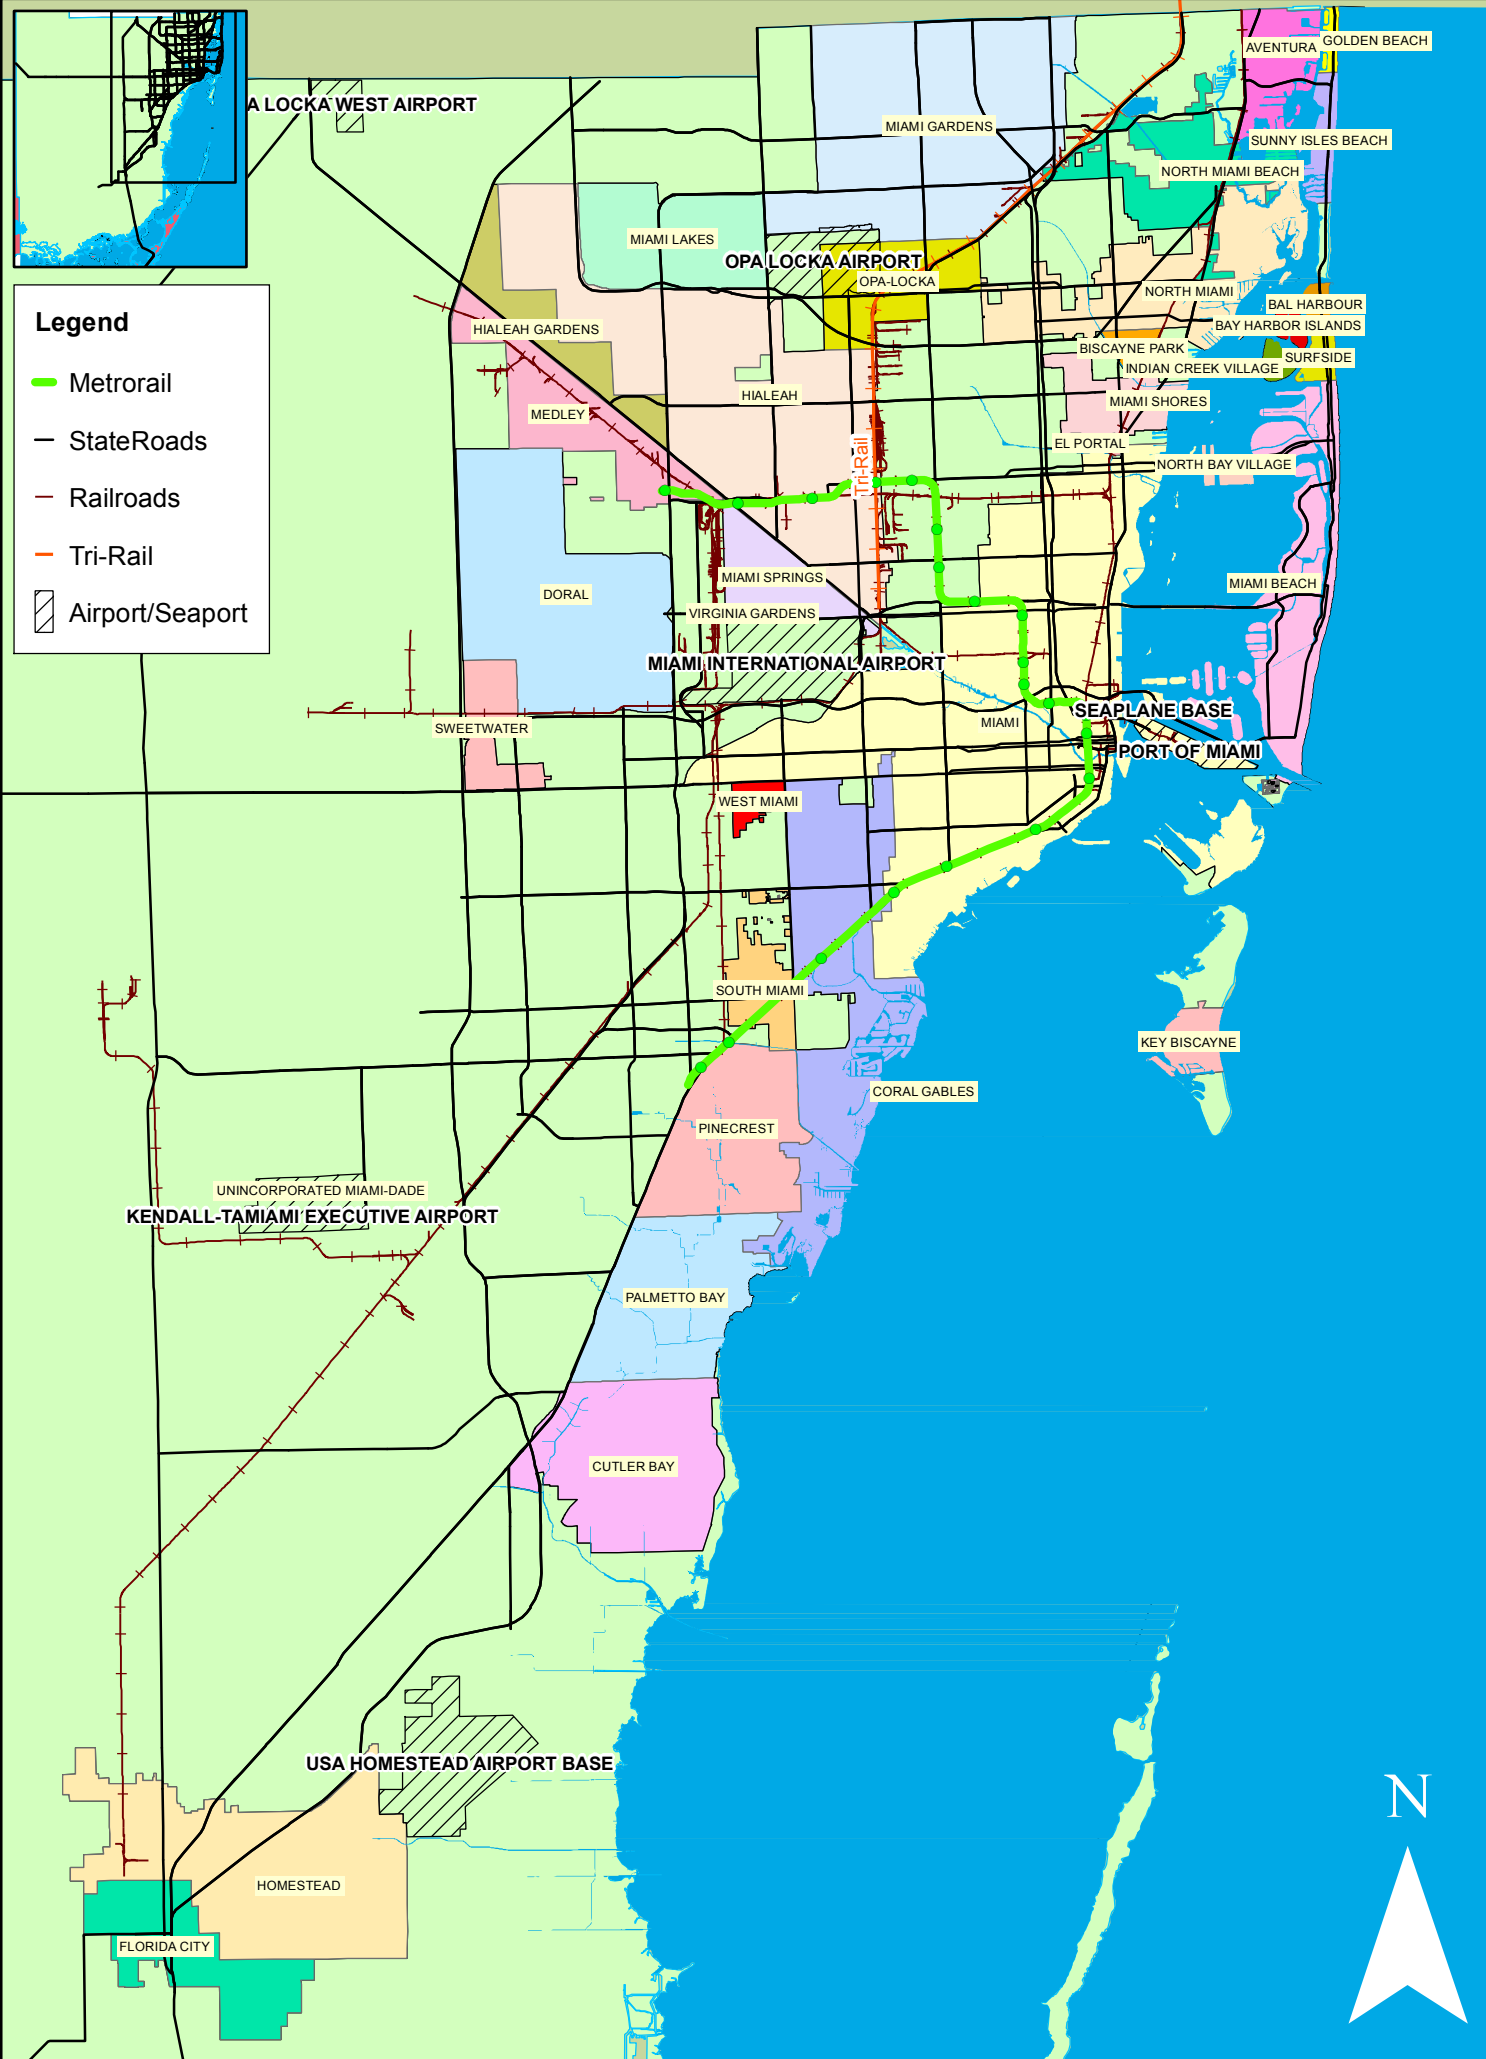 AVENTURA
GOLDEN BEACH
A LOCKA WEST AIRPORT
MIAMI GARDENS
SUNNY ISLES BEACH
NORTH MIAMI BEACH
MIAMI LAKES
OPA LOCKA AIRPORT
OPA-LOCKA
NORTH MIAMI
BAL HARBOUR
Legend
Metrorail
StateRoads
Railroads
Tri-Rail
Airport/Seaport
HIALEAH GARDENS
BAY HARBOR ISLANDS
BISCAYNE PARK
SURFSIDE
INDIAN CREEK VILLAGE
HIALEAH
MIAMI SHORES
MEDLEY
EL PORTAL
Tri-Rail
NORTH BAY VILLAGE
MIAMI SPRINGS
MIAMI BEACH
DORAL
VIRGINIA GARDENS
MIAMI INTERNATIONAL AIRPORT
SEAPLANE BASE
MIAMI
SWEETWATER
PORT OF MIAMI
WEST MIAMI
SOUTH MIAMI
KEY BISCAYNE
CORAL GABLES
PINECREST
UNINCORPORATED MIAMI-DADE
KENDALL-TAMIAMI EXECUTIVE AIRPORT
PALMETTO BAY
CUTLER BAY
USA HOMESTEAD AIRPORT BASE
N
HOMESTEAD
FLORIDA CITY